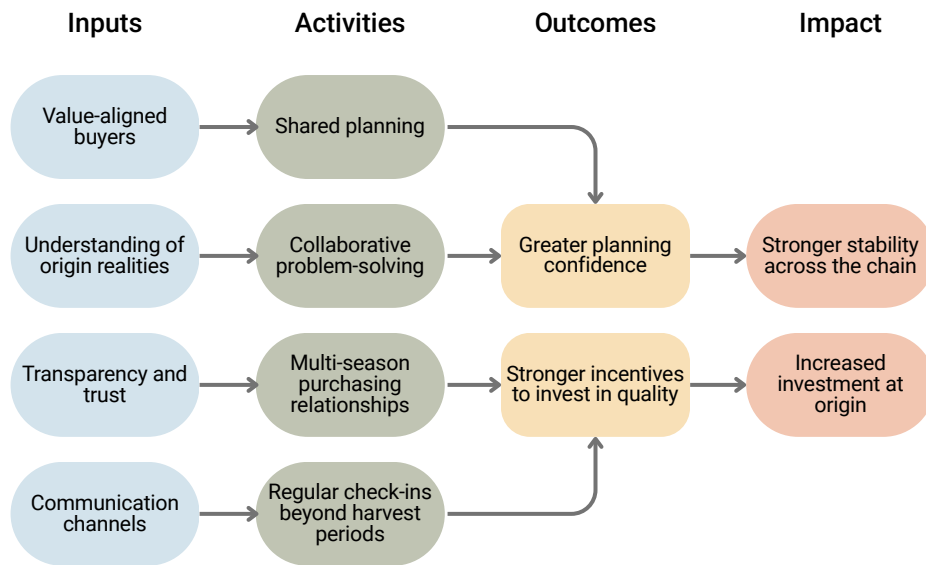 Inputs
Activities
Outcomes
Impact
Value-aligned
buyers
Shared planning
Understanding of
origin realities
Collaborative
problem-solving
Greater planning
confidence
Stronger stability
across the chain
Transparency and
trust
Multi-season
purchasing
relationships
Stronger incentives
to invest in quality
Increased
investment at
origin
Communication
channels
Regular check-ins
beyond harvest
periods